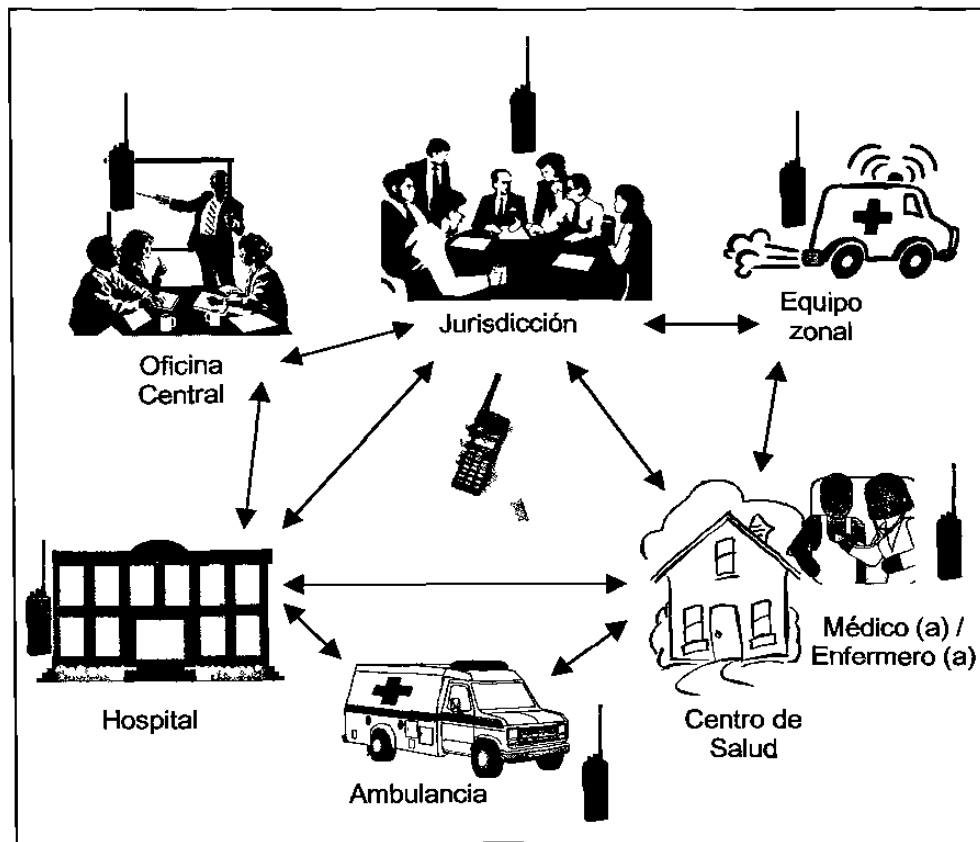 Jurisdicción
Equipo
zonal
Oficina
Central
Médico (a) /
Enfermero (a)
Hospital
Centro de
Salud
Ambulancia